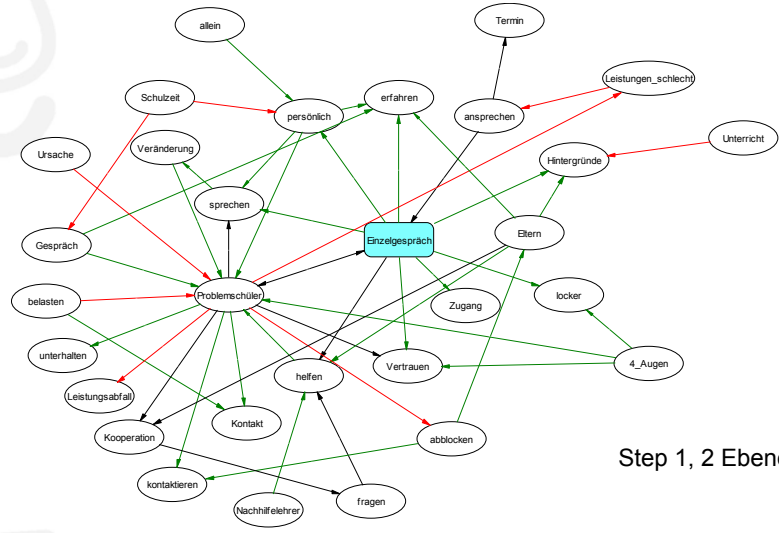 allein
Termin
Schulzeit
persönlich
erfahren
Leistungen_schlecht
ansprechen
Ursache
Veränderung
Unterricht
Hintergründe
sprechen
Gespräch
Einzelgespräch
Eltern
belasten
Problemschüler
Zugang
locker
unterhalten
helfen
Vertrauen
4_Augen
Leistungsabfall
Kontakt
Kooperation
abblocken
Step 1, 2 Ebene
kontaktieren
fragen
Nachhilfelehrer